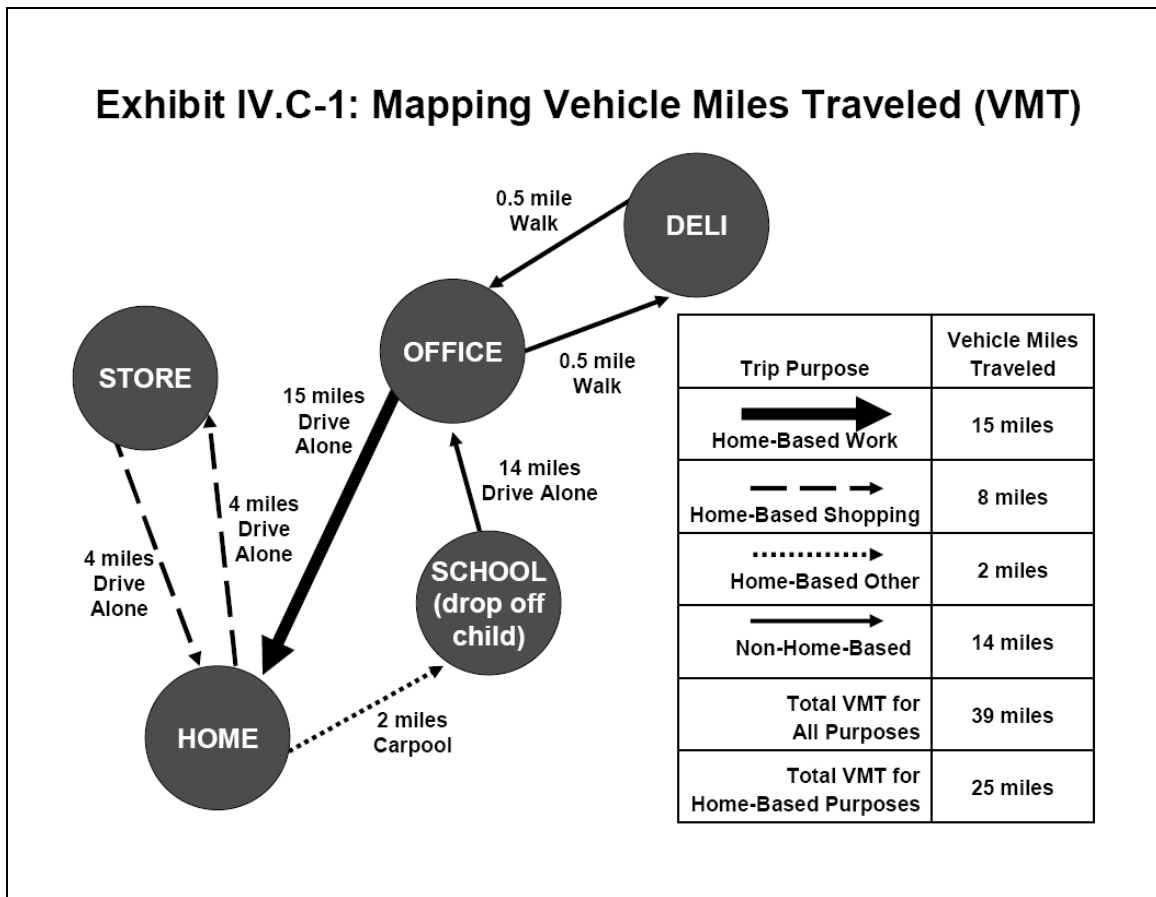 Exhibit IV.C-1: Mapping Vehicle Miles Traveled (VMT)
0.5 mile
Walk
DELI
OFFICE
0.5 mile
Walk
STORE
15 miles
Drive
Alone
14 miles
Drive Alone
4 miles
Drive
Alone
4 miles
Drive
Alone
SCHOOL
(drop off
child)
2 miles
Carpool
HOME
Trip Purpose
Vehicle Miles
Traveled
Home-Based Work
15 miles
Home-Based Shopping
8 miles
Home-Based Other
2 miles
Non-Home-Based
14 miles
Total VMT for
All Purposes
39 miles
Total VMT for
Home-Based Purposes
25 miles